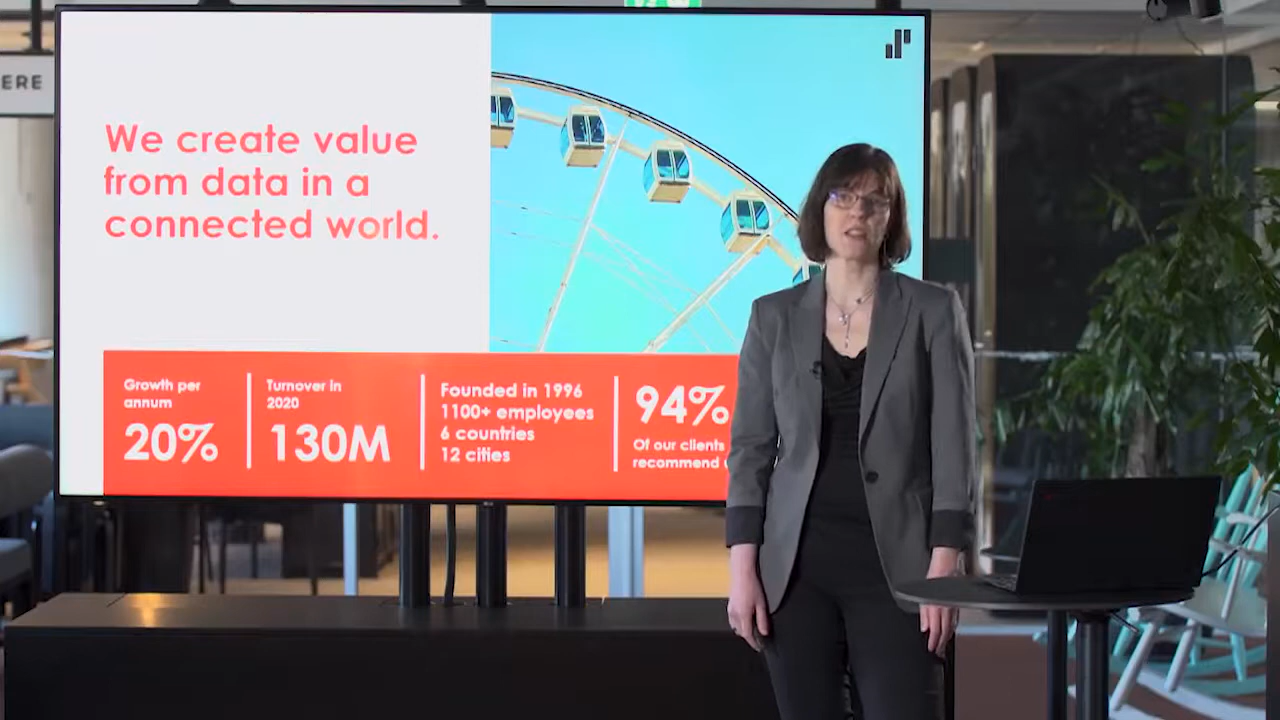 ERE
We create value
from data in a
connected world.
Growth per
annum
20%
Turnover in
2020
130M
Founded in 1996
1100+ employees
6 countries
12 cities
94%
Of our clients
recommend